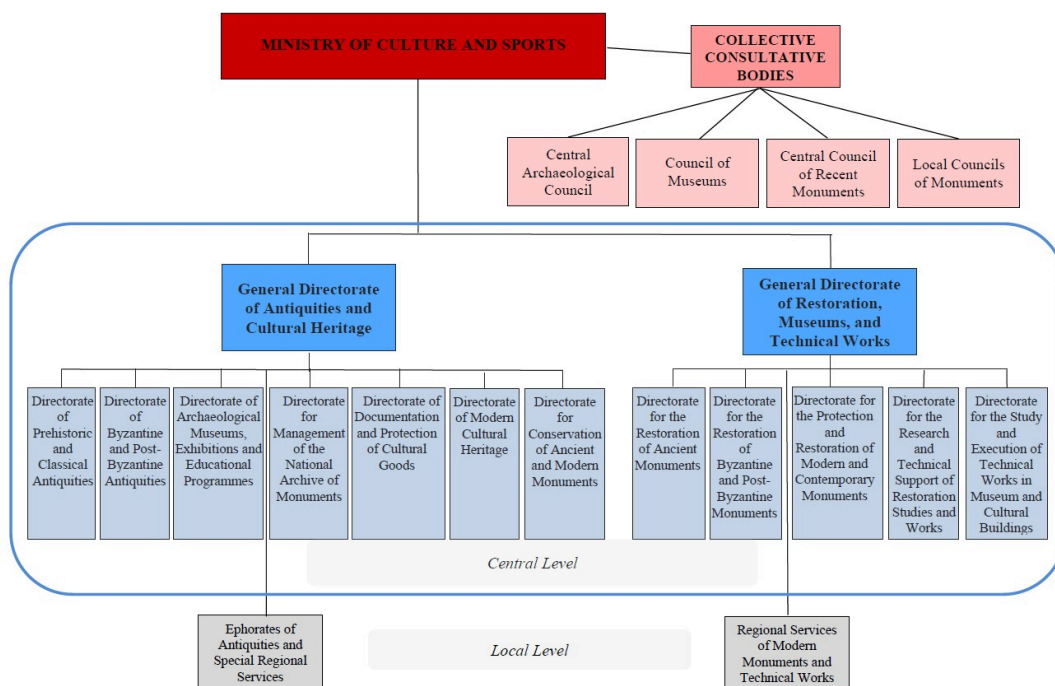 MINISTRY OF CULTURE AND SPORTS
COLLECTIVE
CONSULTATIVE
BODIES
Central
Archaeological
Council
Council of
Museums
Central Council
of Recent
Monuments
Local Councils
of Monuments
General Directorate
of Antiquities and
Cultural Heritage
General Directorate
of Restoration,
Museums, and
Technical Works
Directorate
of
Prehistoric
and
Classical
Antiquities
Directorate
of
Byzantine
and Post-
Byzantine
Antiquities
Directorate of
Archaeological
Museums,
Exhibitions and
Educational
Programmes
Directorate
for
Management
of the
National
Archive of
Monuments
Directorate of
Documentation
and Protection
of Cultural
Goods
Directorate
of Modern
Cultural
Heritage
Directorate
for
Conservation
of Ancient
and Modern
Monuments
Directorate
for the
Restoration
of Ancient
Monuments
Directorate
for the
Restoration
of
Byzantine
and Post-
Byzantine
Monuments
Directorate for
the Protection
and
Restoration of
Modern and
Contemporary
Monuments
Directorate
for the
Research
and
Technical
Support of
Restoration
Studies and
Works
Directorate
for the Study
and
Execution of
Technical
Works in
Museum and
Cultural
Buildings
Central Level
Ephorates of
Antiquities and
Special Regional
Services
Local Level
Regional Services
of Modern
Monuments and
Technical Works